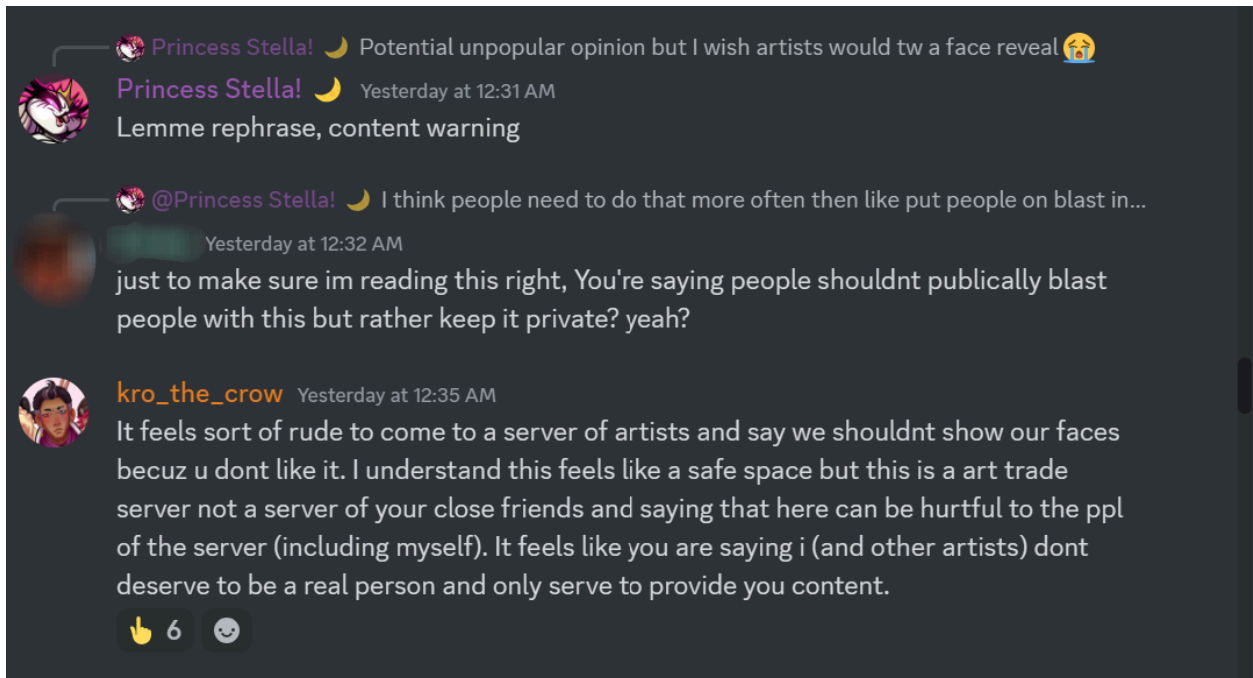 Princess Stella! 🌙 Potential unpopular opinion but I wish artists would tw a face reveal 😭
Princess Stella! 🌙 Yesterday at 12:31 AM
Lemme rephrase, content warning
@Princess Stella! 🌙 I think people need to do that more often then like put people on blast in...
Yesterday at 12:32 AM
just to make sure im reading this right, You're saying people shouldnt publically blast
people with this but rather keep it private? yeah?
kro_the_crow Yesterday at 12:35 AM
It feels sort of rude to come to a server of artists and say we shouldnt show our faces
becuz u dont like it. I understand this feels like a safe space but this is a art trade
server not a server of your close friends and saying that here can be hurtful to the ppl
of the server (including myself). It feels like you are saying i (and other artists) dont
deserve to be a real person and only serve to provide you content.
👆 6